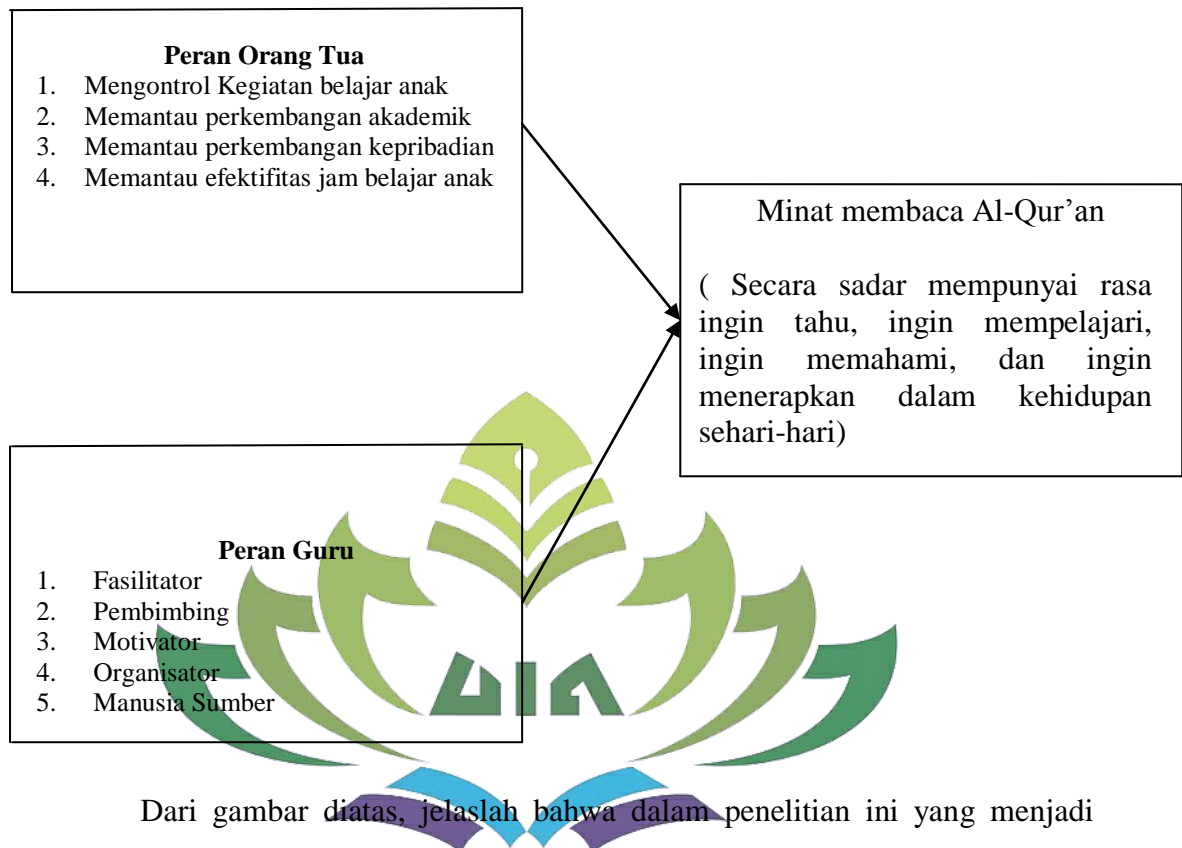 Peran Orang Tua
1. Mengontrol Kegiatan belajar anak
2. Memantau perkembangan akademik
3. Memantau perkembangan kepribadian
4. Memantau efektifitas jam belajar anak
Minat membaca Al-Qur’an
( Secara sadar mempunyai rasa
ingin tahu, ingin mempelajari,
ingin memahami, dan ingin
menerapkan dalam kehidupan
sehari-hari)
Peran Guru
1. Fasilitator
2. Pembimbing
3. Motivator
4. Organisator
5. Manusia Sumber
UIN
Dari gambar diatas, jelaslah bahwa dalam penelitian ini yang menjadi